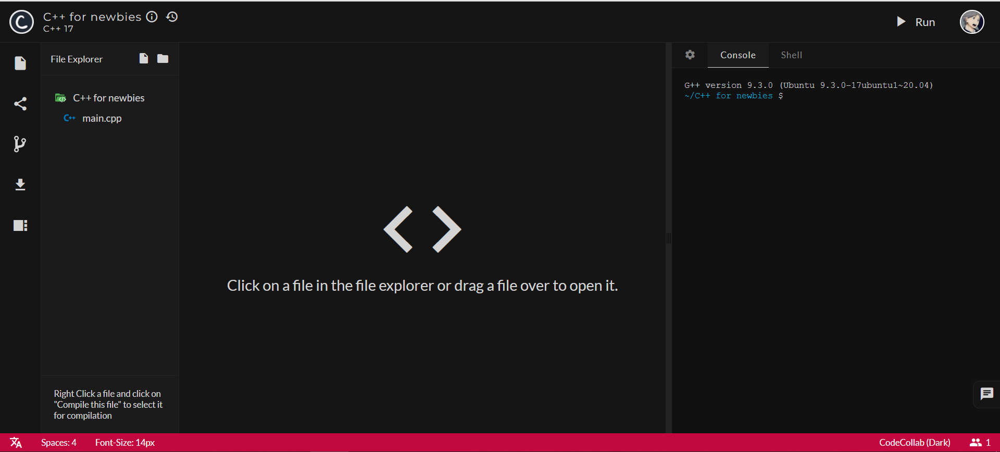 C++ for newbies
C++ 17
Run
File Explorer
C++ for newbies
C++ main.cpp
Click on a file in the file explorer or drag a file over to open it.
Right Click a file and click on
"Compile this file" to select it
for compilation
Console Shell
G++ version 9.3.0 (Ubuntu 9.3.0-17ubuntu1~20.04)
~/C++ for newbies $
Spaces: 4 Font-Size: 14px CodeCollab (Dark) 1